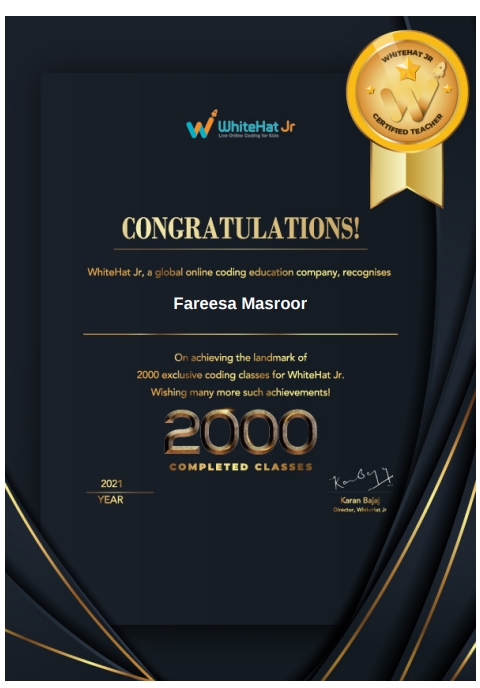 WHITEHAT JR
CERTIFIED TEACHER
WhiteHat Jr
Live Online Coding for Kids
CONGRATULATIONS!
WhiteHat Jr, a global online coding education company, recognises
Fareesa Masroor
On achieving the landmark of
2000 exclusive coding classes for WhiteHat Jr.
Wishing many more such achievements!
2000
COMPLETED CLASSES
2021
YEAR
Karan Bajaj
Director, WhiteHat Jr